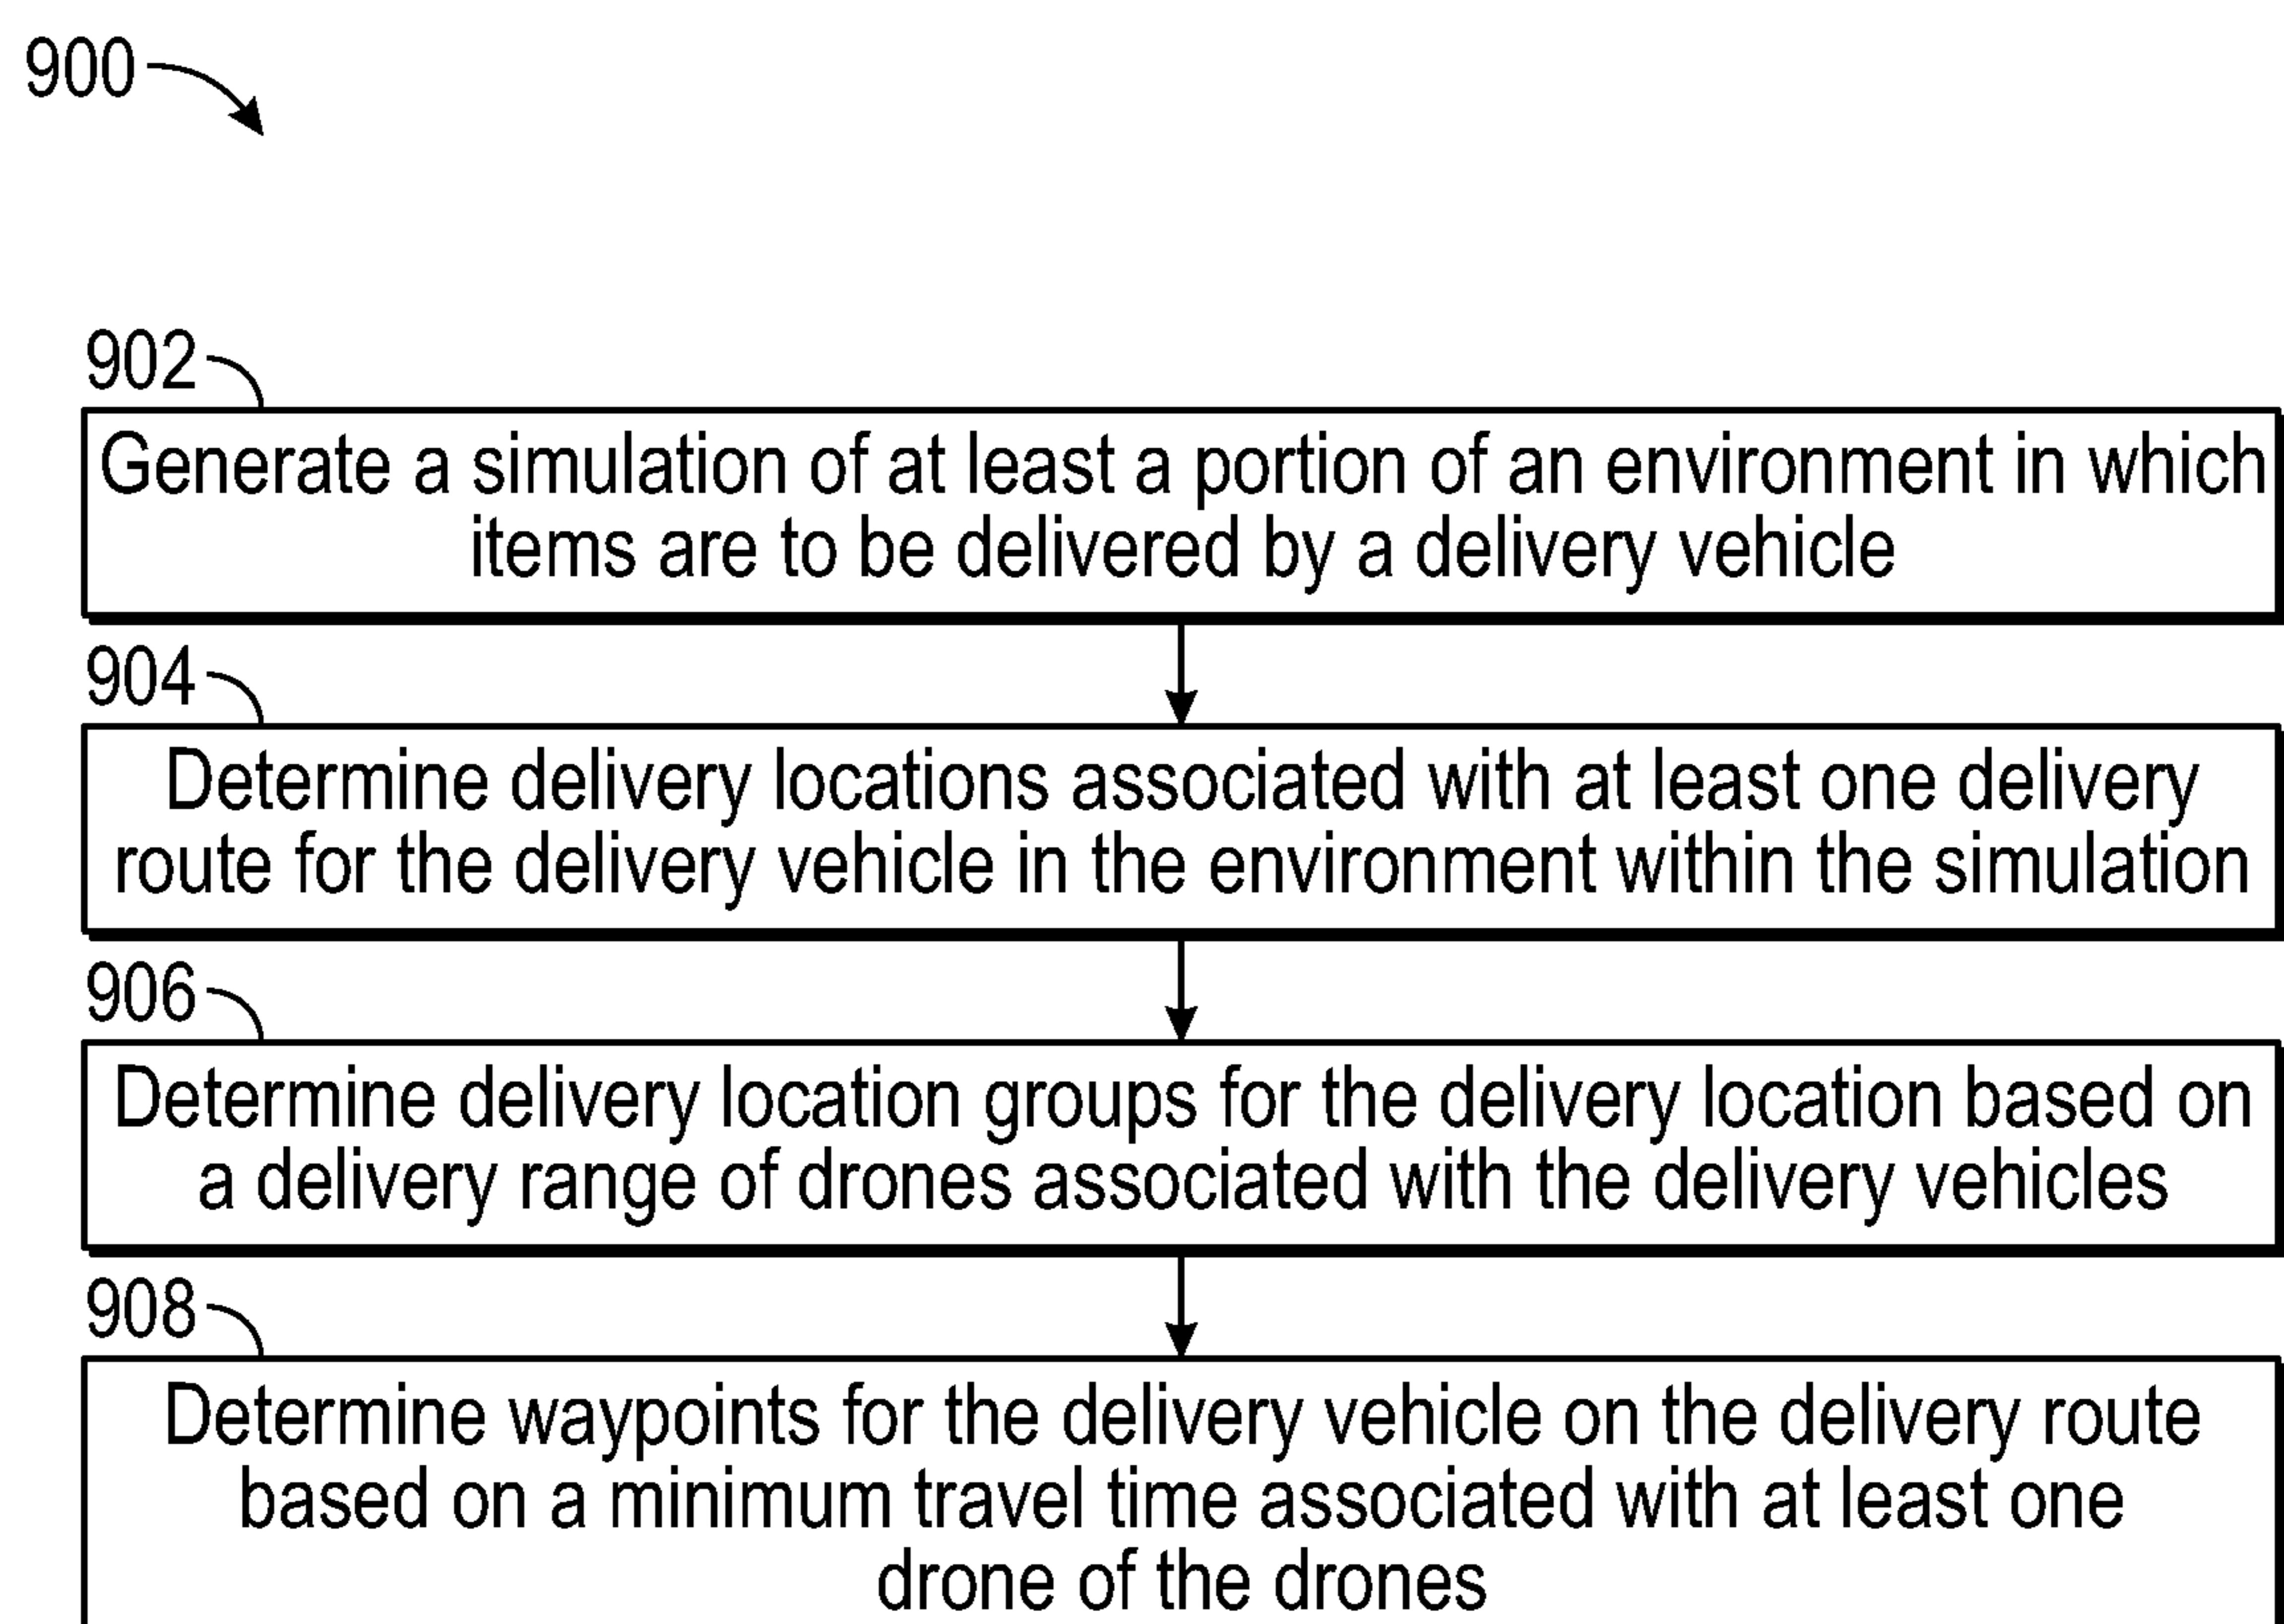 900
902
Generate a simulation of at least a portion of an environment in which
items are to be delivered by a delivery vehicle
904
Determine delivery locations associated with at least one delivery
route for the delivery vehicle in the environment within the simulation
906
Determine delivery location groups for the delivery location based on
a delivery range of drones associated with the delivery vehicles
908
Determine waypoints for the delivery vehicle on the delivery route
based on a minimum travel time associated with at least one
drone of the drones